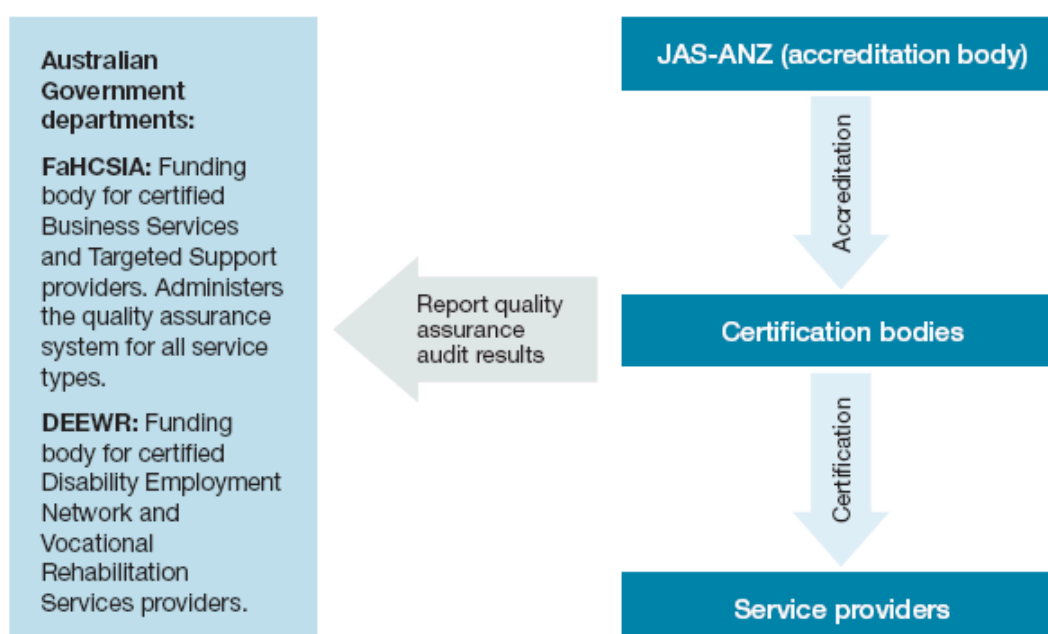 Australian
Government
departments:
FaHCSIA: Funding
body for certified
Business Services
and Targeted Support
providers. Administers
the quality assurance
system for all service
types.
DEEWR: Funding
body for certified
Disability Employment
Network and
Vocational
Rehabilitation
Services providers.
Report quality
assurance
audit results
JAS-ANZ (accreditation body)
Accreditation
Certification bodies
Certification
Service providers